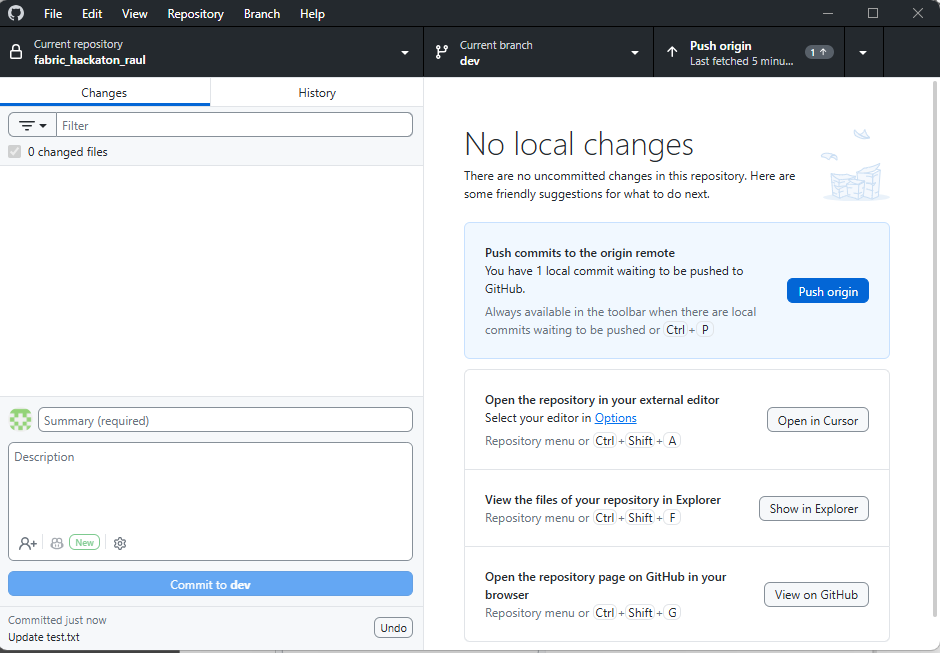 File Edit View Repository Branch Help
Current repository
fabric_hackaton_raul
Current branch
dev
Push origin
Last fetched 5 minu...
1
Changes
History
Filter
0 changed files
No local changes
There are no uncommitted changes in this repository. Here are
some friendly suggestions for what to do next.
Push commits to the origin remote
You have 1 local commit waiting to be pushed to
GitHub.
Always available in the toolbar when there are local
commits waiting to be pushed or Ctrl + P
Push origin
Open the repository in your external editor
Select your editor in Options
Repository menu or Ctrl + Shift + A
Open in Cursor
View the files of your repository in Explorer
Repository menu or Ctrl + Shift + F
Show in Explorer
Open the repository page on GitHub in your
browser
Repository menu or Ctrl + Shift + G
View on GitHub
Summary (required)
Description
New
Commit to dev
Committed just now
Update test.txt
Undo